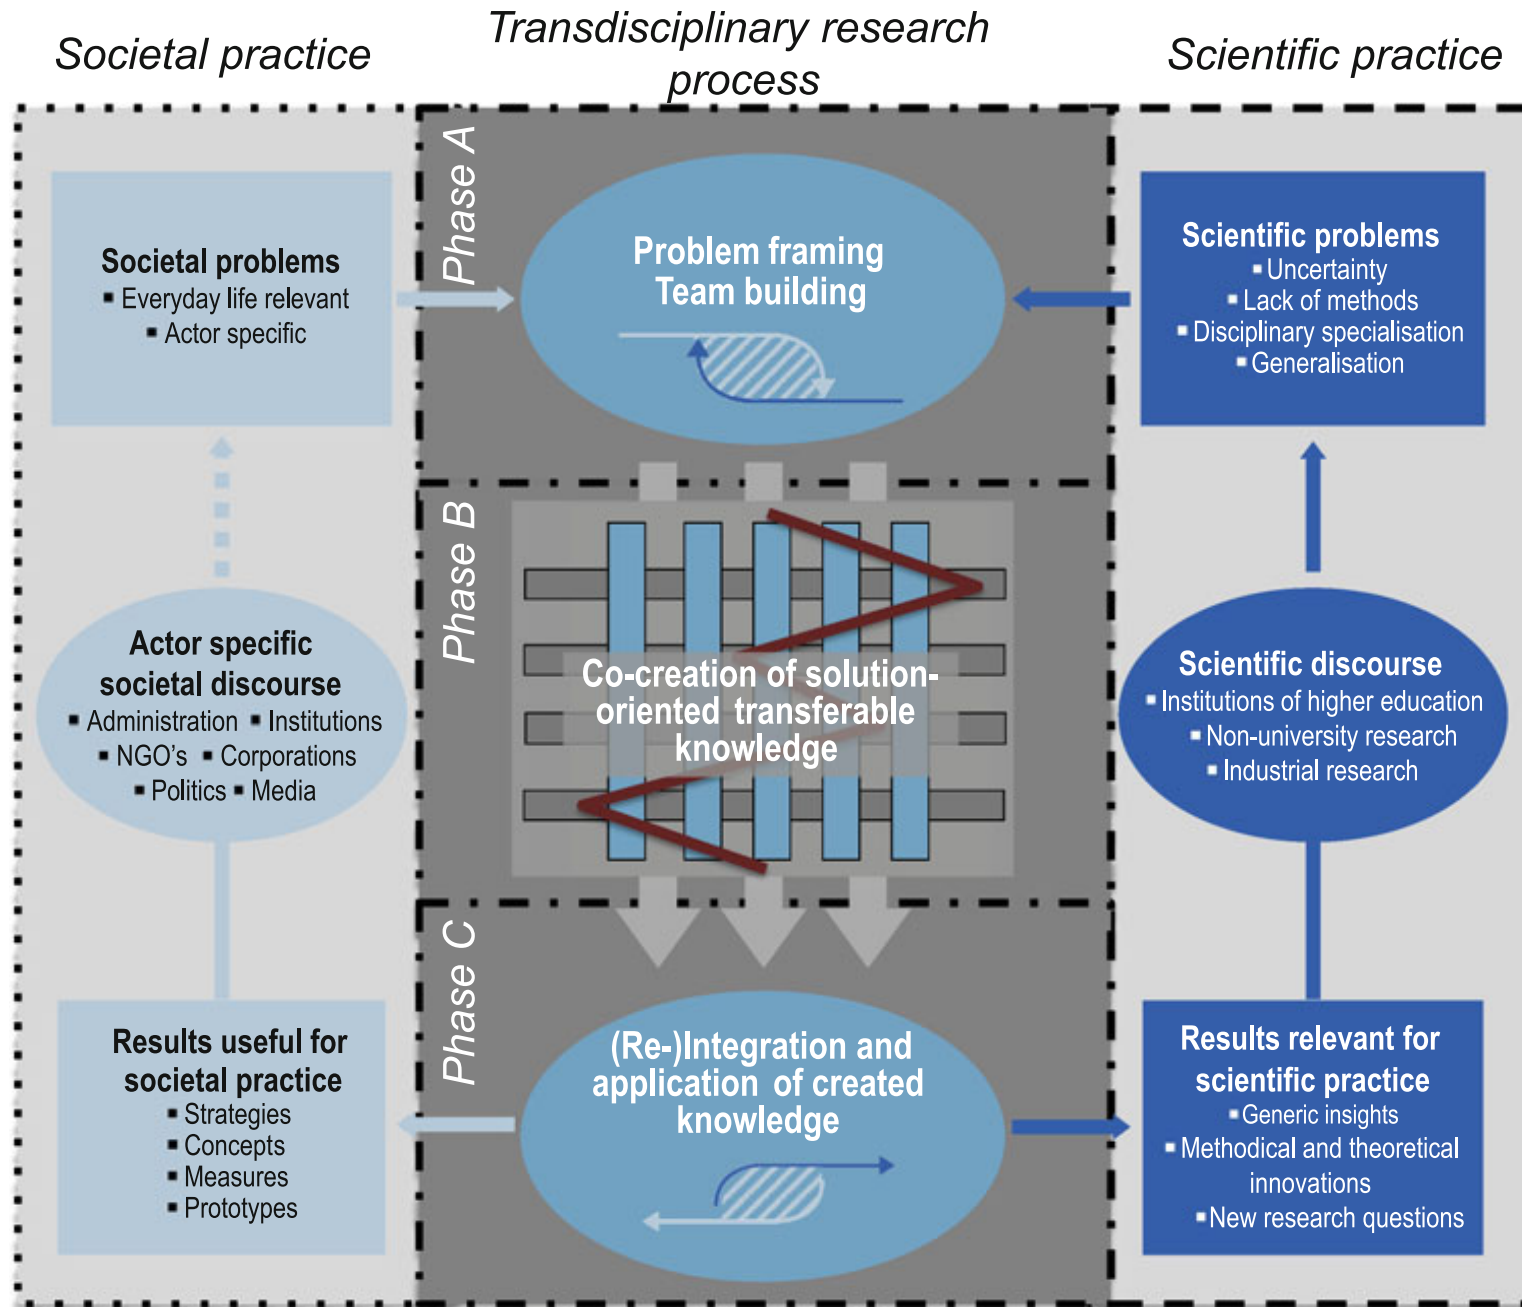 Societal practice
Transdisciplinary research
process
Scientific practice
Societal problems
▪ Everyday life relevant
▪ Actor specific
Actor specific
societal discourse
▪ Administration ▪ Institutions
▪ NGO's ▪ Corporations
▪ Politics ▪ Media
Results useful for
societal practice
▪ Strategies
▪ Concepts
▪ Measures
▪ Prototypes
Phase A
Problem framing
Team building
Phase B
Co-creation of solution-
oriented transferable
knowledge
Phase C
(Re-)Integration and
application of created
knowledge
Scientific problems
▪ Uncertainty
▪ Lack of methods
▪ Disciplinary specialisation
▪ Generalisation
Scientific discourse
▪ Institutions of higher education
▪ Non-university research
▪ Industrial research
Results relevant for
scientific practice
▪ Generic insights
▪ Methodical and theoretical
innovations
▪ New research questions